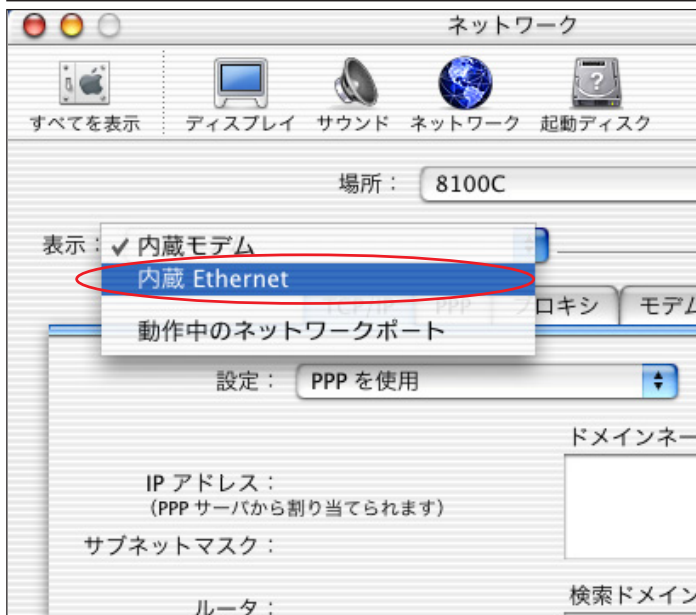 ネットワーク
すべてを表示 ディスプレイ サウンド ネットワーク 起動ディスク
場所： 8100C
表示： ✓ 内蔵モデム
内蔵 Ethernet
TCP/IP PPP プロキシ モデム
動作中のネットワークポート
設定： PPP を使用
ドメインネー
IP アドレス：
（PPP サーバから割り当てられます）
サブネットマスク：
検索ドメイン
ルータ：